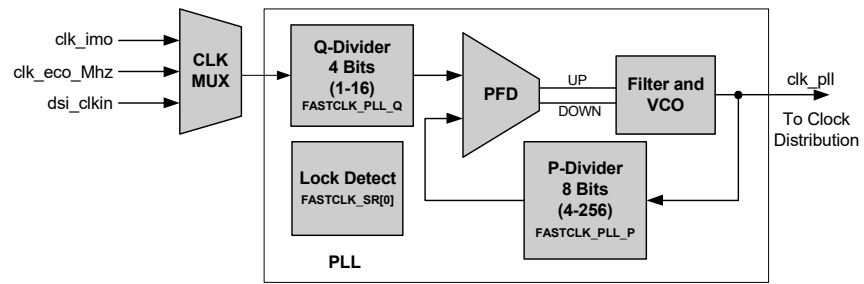 clk_imo
clk_eco_Mhz
dsi_clkin
CLK
MUX
Q-Divider
4 Bits
(1-16)
FASTCLK_PLL_Q
PFD
UP
DOWN
Filter and
VCO
clk_pll
To Clock
Distribution
Lock Detect
FASTCLK_SR[0]
P-Divider
8 Bits
(4-256)
FASTCLK_PLL_P
PLL